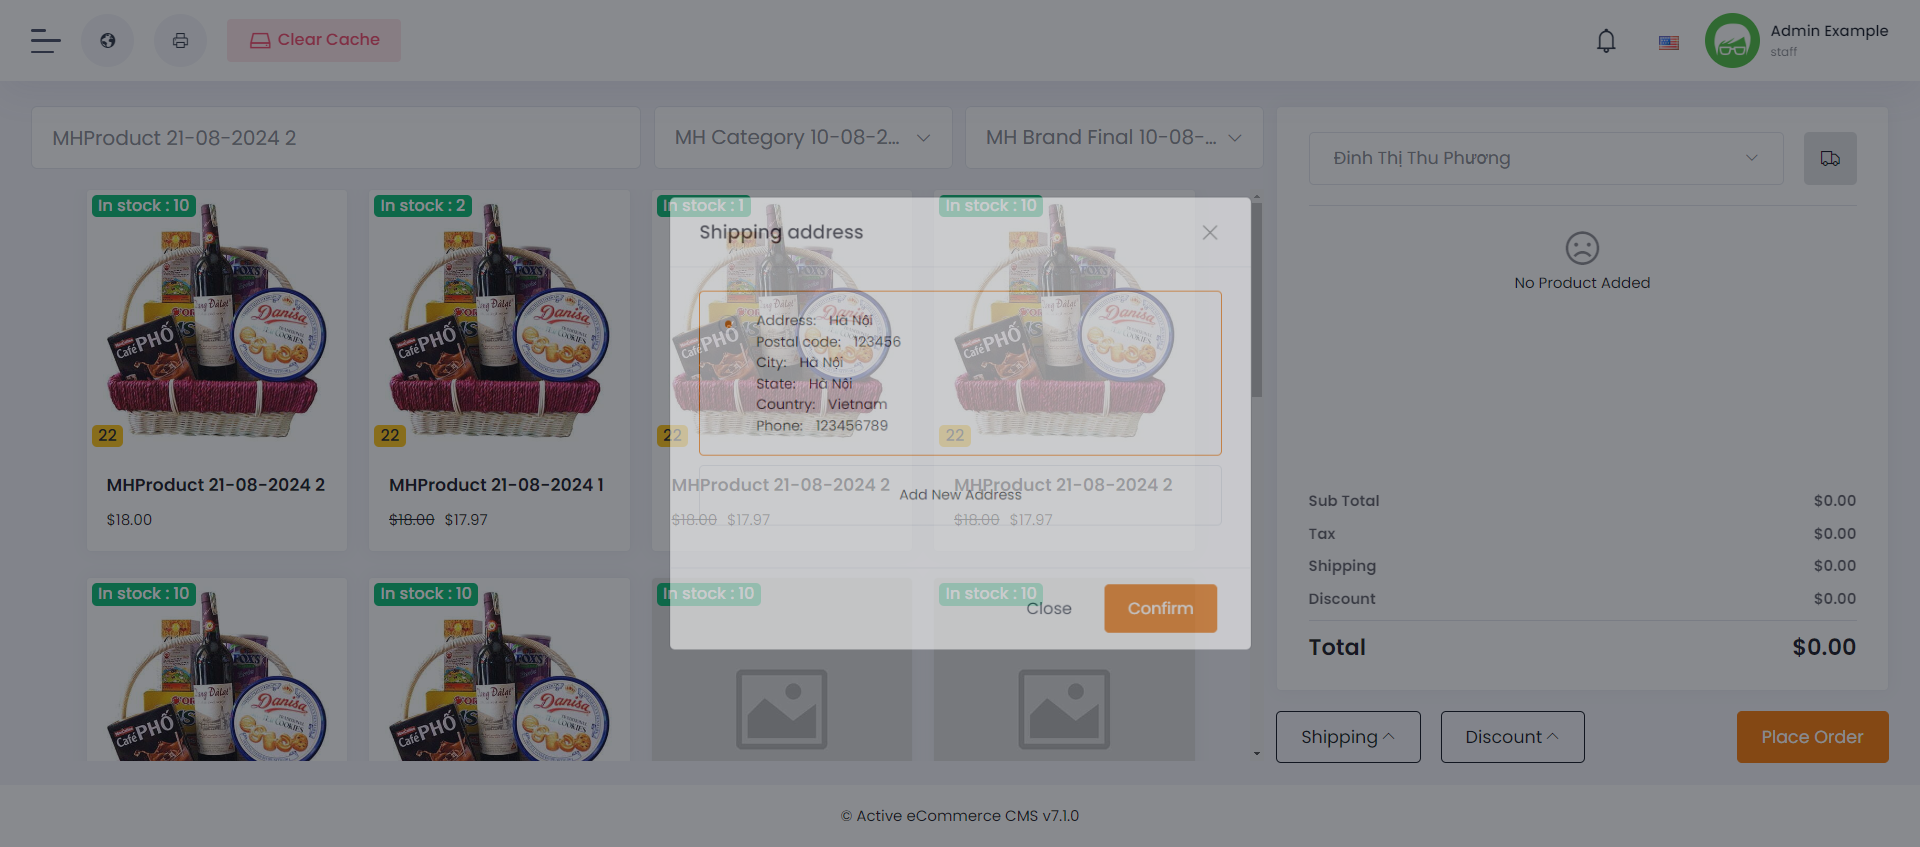 Clear Cache
Admin Example
staff
MHProduct 21-08-2024 2
MH Category 10-08-2...
MH Brand Final 10-08-...
Đinh Thị Thu Phương
No Product Added
In stock : 10
In stock : 2
In stock : 1
In stock : 10
22
22
22
22
MHProduct 21-08-2024 2
MHProduct 21-08-2024 1
MHProduct 21-08-2024 2
MHProduct 21-08-2024 2
$18.00
$18.00 $17.97
$18.00 $17.97
$18.00 $17.97
In stock : 10
In stock : 10
In stock : 10
In stock : 10
Danisa
Café PHỐ
FOX'S
Shipping address
Address: Hà Nội
Postal code: 123456
City: Hà Nội
State: Hà Nội
Country: Vietnam
Phone: 123456789
Add New Address
Close
Confirm
Sub Total $0.00
Tax $0.00
Shipping $0.00
Discount $0.00
Total $0.00
Shipping
Discount
Place Order
© Active eCommerce CMS v7.1.0